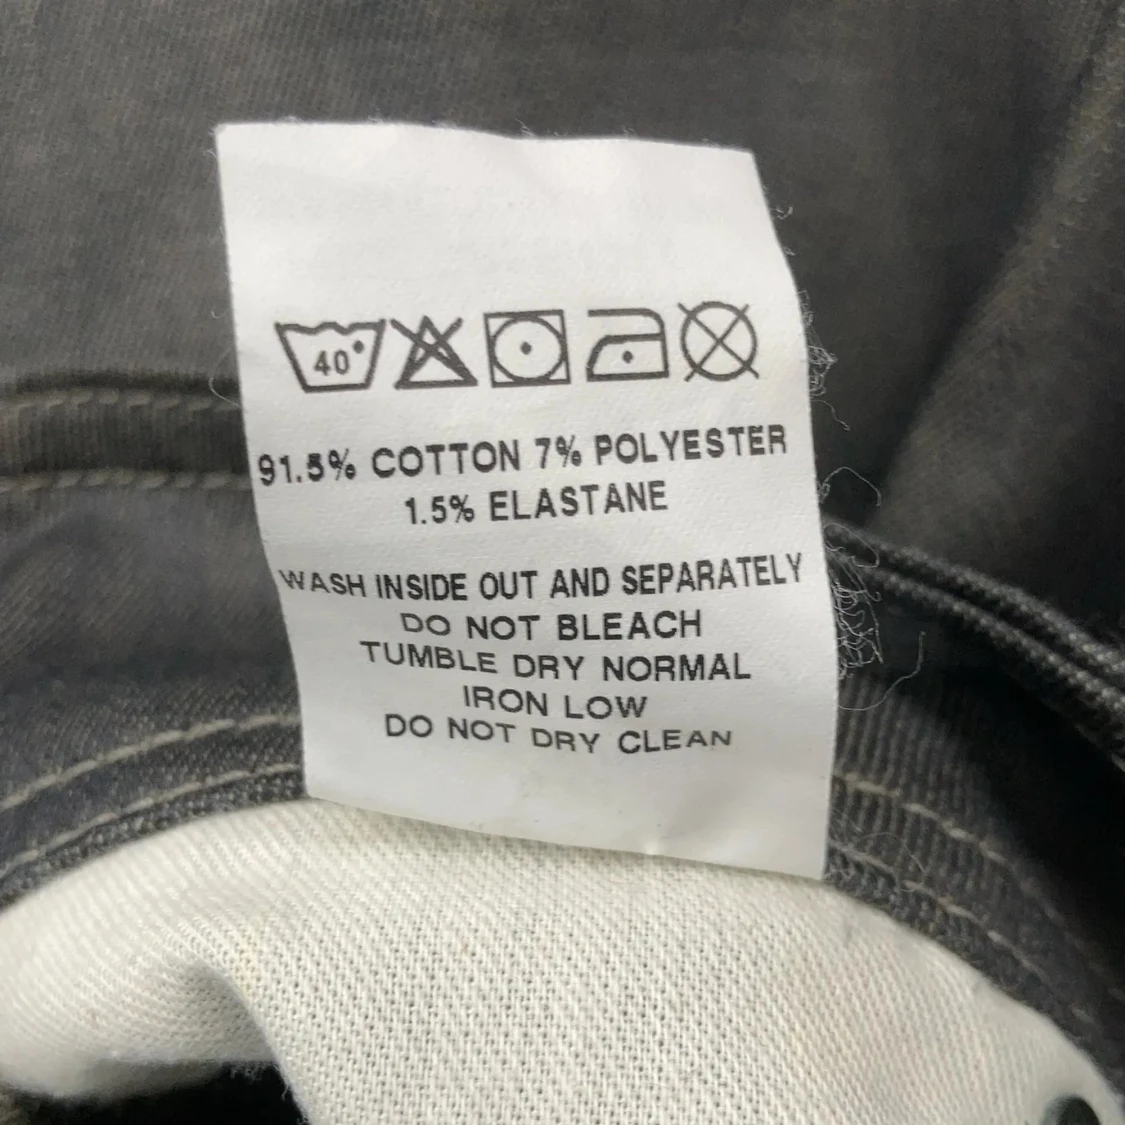 40°
91.5% COTTON 7% POLYESTER
1.5% ELASTANE
WASH INSIDE OUT AND SEPARATELY
DO NOT BLEACH
TUMBLE DRY NORMAL
IRON LOW
DO NOT DRY CLEAN